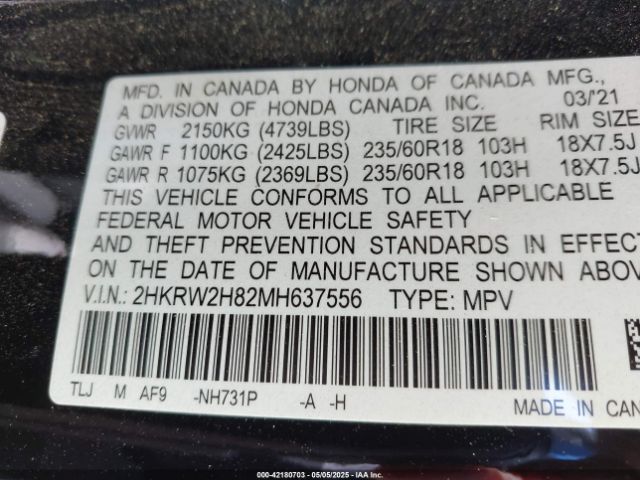 MFD. IN CANADA BY HONDA OF CANADA MFG.,
A DIVISION OF HONDA CANADA INC. 03/'21
GVWR 2150KG (4739LBS) TIRE SIZE RIM SIZE
GAWR F 1100KG (2425LBS) 235/60R18 103H 18X7.5J
GAWR R 1075KG (2369LBS) 235/60R18 103H 18X7.5J
THIS VEHICLE CONFORMS TO ALL APPLICABLE
FEDERAL MOTOR VEHICLE SAFETY
AND THEFT PREVENTION STANDARDS IN EFFECT
ON THE DATE OF MANUFACTURE SHOWN ABOV
V.I.N.: 2HKRW2H82MH637556 TYPE: MPV
TLJ M AF9 -NH731P -A -H
MADE IN CAN
000-42180703 — 05/05/2025 — IAA Inc.